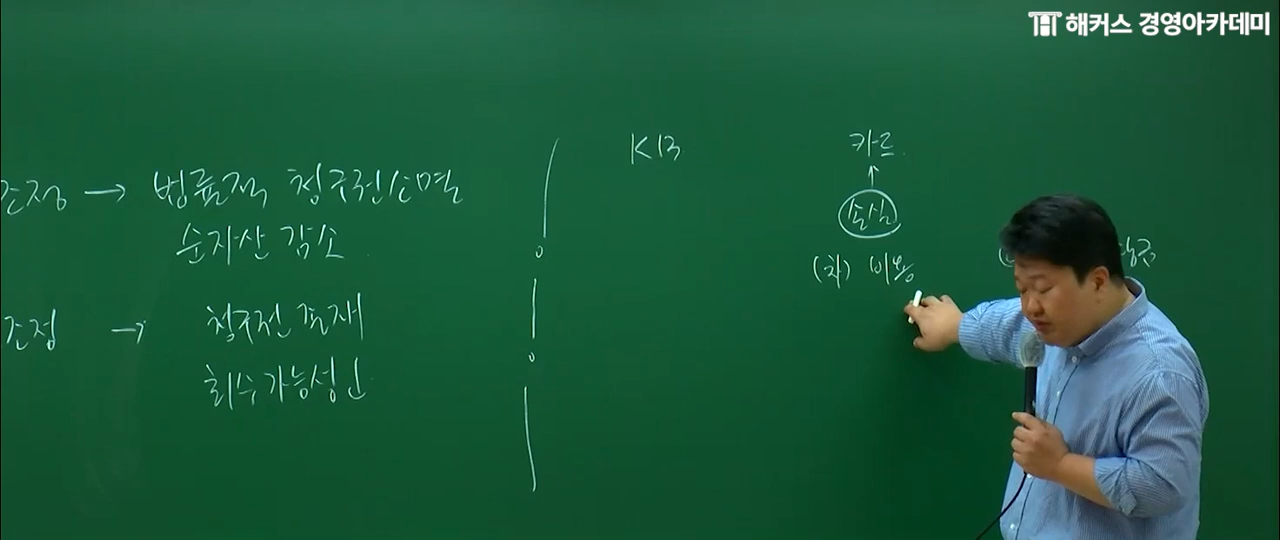 해커스 경영아카데미
조정 → 법률적 청구권소멸
순자산 감소
조정 → 청구권 존재
회수가능성↓
K13
카드
↑
손실
(차) 비용